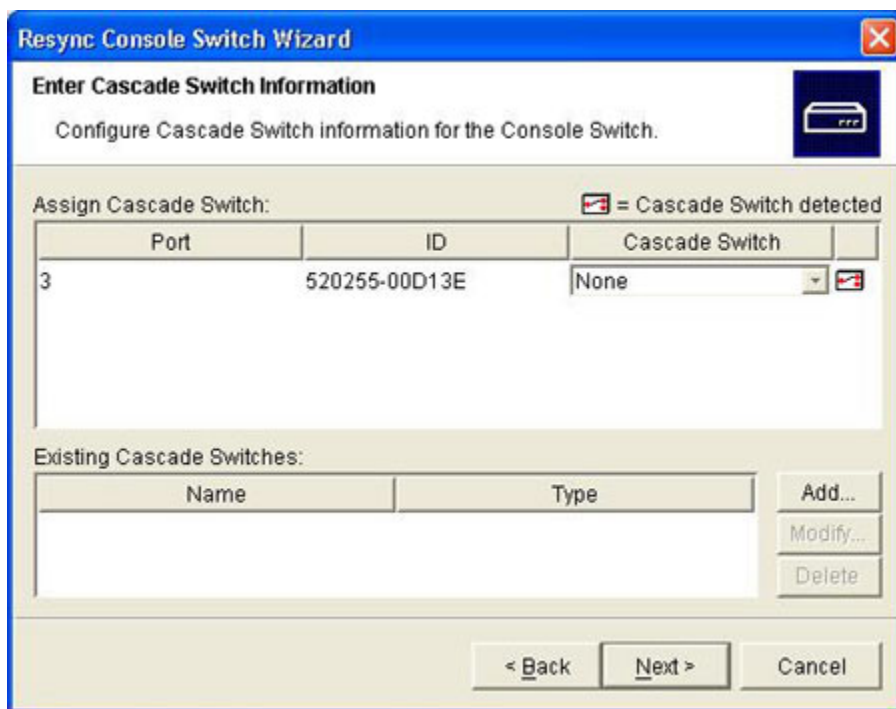 Resync Console Switch Wizard
Enter Cascade Switch Information
Configure Cascade Switch information for the Console Switch.
Assign Cascade Switch: = Cascade Switch detected
Port ID Cascade Switch
3 520255-00D13E None
Existing Cascade Switches:
Name Type
Add...
Modify...
Delete
< Back Next > Cancel